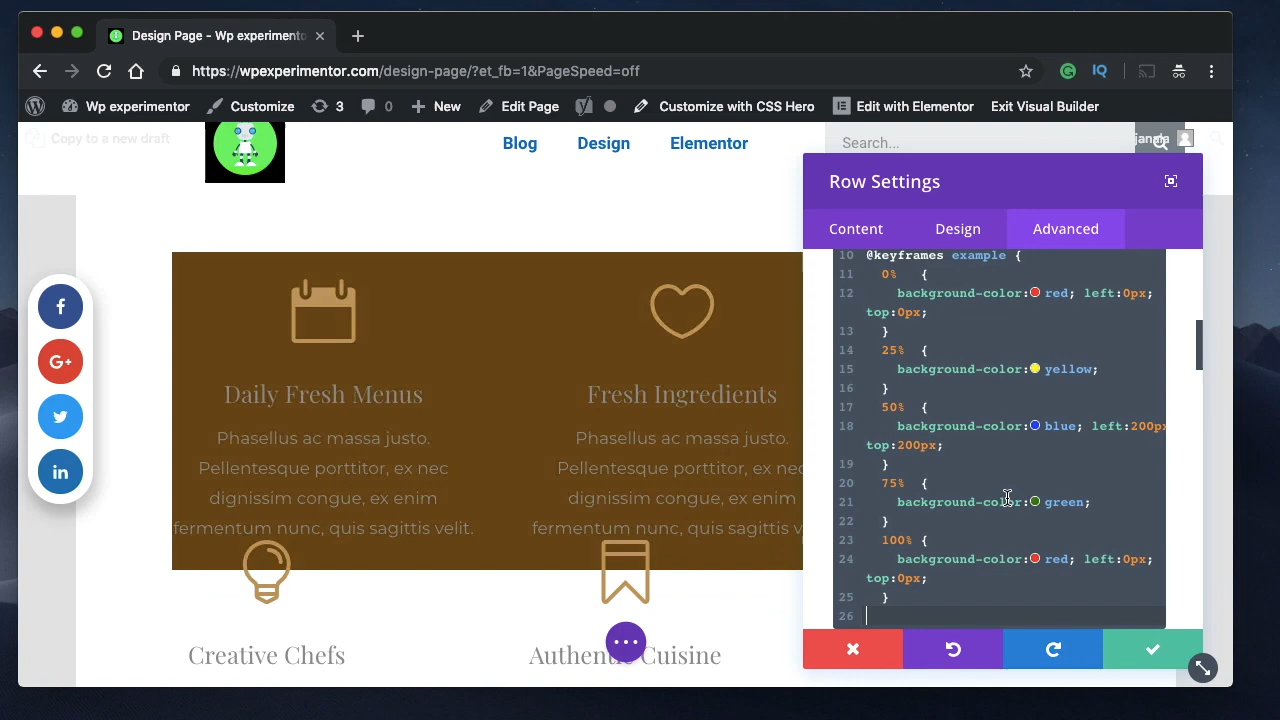 Design Page - Wp experimento
https://wpexperimentor.com/design-page/?et_fb=1&PageSpeed=off
Wp experimentor Customize 3 0 New Edit Page Customize with CSS Hero Edit with Elementor Exit Visual Builder
Copy to a new draft
Blog Design Elementor
Search...
Row Settings
Content Design Advanced
10 @keyframes example {
11 0% {
12 background-color: red; left:0px;
top:0px;
13 }
14 25% {
15 background-color: yellow;
16 }
17 50% {
18 background-color: blue; left:200px
top:200px;
19 }
20 75% {
21 background-color: green;
22 }
23 100% {
24 background-color: red; left:0px;
top:0px;
25 }
26
Daily Fresh Menus
Phasellus ac massa justo.
Pellentesque porttitor, ex nec
dignissim congue, ex enim
fermentum nunc, quis sagittis velit.
Fresh Ingredients
Phasellus ac massa justo.
Pellentesque porttitor, ex nec
dignissim congue, ex enim
fermentum nunc, quis sagittis v
Creative Chefs
Authentic Cuisine
f
G+
in